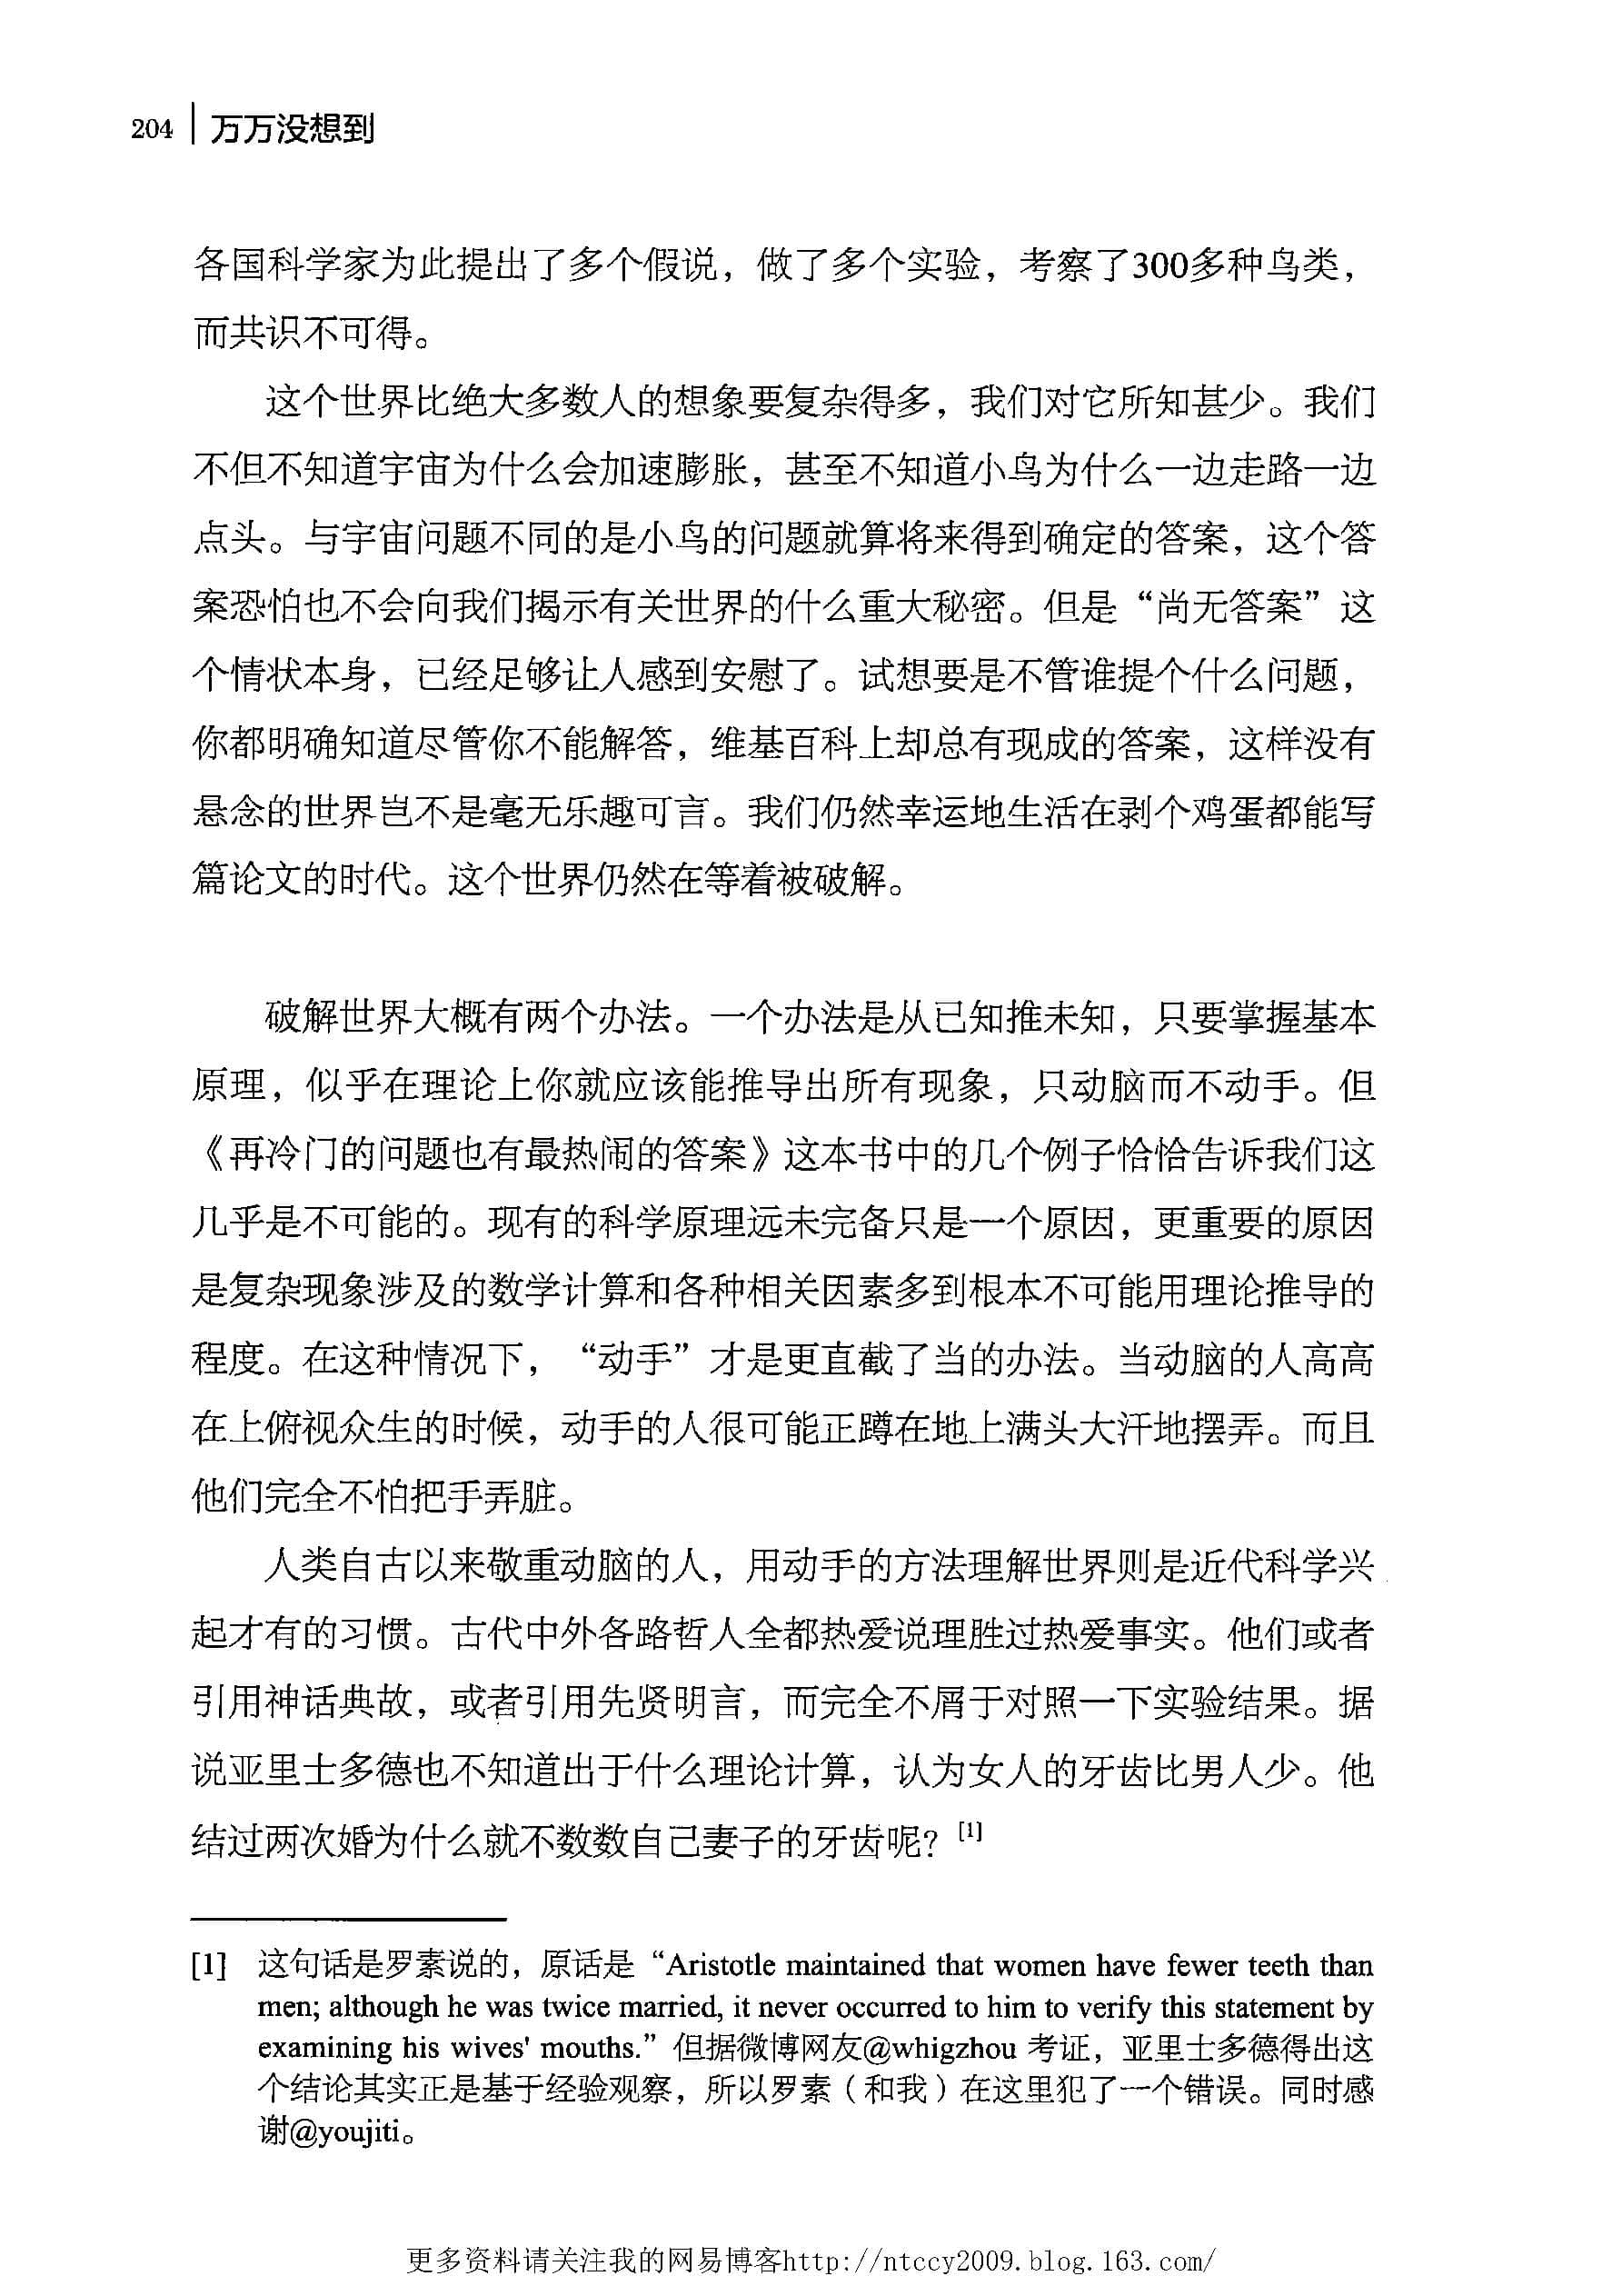 204 万万没想到
各国科学家为此提出了多个假说，做了多个实验，考察了300多种鸟类，
而共识不可得。
这个世界比绝大多数人的想象要复杂得多，我们对它所知甚少。我们
不但不知道宇宙为什么会加速膨胀，甚至不知道小鸟为什么一边走路一边
点头。与宇宙问题不同的是小鸟的问题就算将来得到确定的答案，这个答
案恐怕也不会向我们揭示有关世界的什么重大秘密。但是“尚无答案”这
个情状本身，已经足够让人感到安慰了。试想要是不管谁提个什么问题，
你都明确知道尽管你不能解答，维基百科上却总有现成的答案，这样没有
悬念的世界岂不是毫无乐趣可言。我们仍然幸运地生活在剥个鸡蛋都能写
篇论文的时代。这个世界仍然在等着被破解。
破解世界大概有两个办法。一个办法是从已知推未知，只要掌握基本
原理，似乎在理论上你就应该能推导出所有现象，只动脑而不动手。但
《再冷门的问题也有最热闹的答案》这本书中的几个例子恰恰告诉我们这
几乎是不可能的。现有的科学原理远未完备只是一个原因，更重要的原因
是复杂现象涉及的数学计算和各种相关因素多到根本不可能用理论推导的
程度。在这种情况下，“动手”才是更直截了当的办法。当动脑的人高高
在上俯视众生的时候，动手的人很可能正蹲在地上满头大汗地摆弄。而且
他们完全不怕把手弄脏。
人类自古以来敬重动脑的人，用动手的方法理解世界则是近代科学兴
起才有的习惯。古代中外各路哲人全都热爱说理胜过热爱事实。他们或者
引用神话典故，或者引用先贤明言，而完全不屑于对照一下实验结果。据
说亚里士多德也不知道出于什么理论计算，认为女人的牙齿比男人少。他
结过两次婚为什么就不数数自己妻子的牙齿呢？[1]
[1] 这句话是罗素说的，原话是“Aristotle maintained that women have fewer teeth than
men; although he was twice married, it never occurred to him to verify this statement by
examining his wives' mouths.”但据微博网友@whigzhou 考证，亚里士多德得出这
个结论其实正是基于经验观察，所以罗素（和我）在这里犯了一个错误。同时感
谢@youjiti。
更多资料请关注我的网易博客http://ntccy2009.blog.163.com/